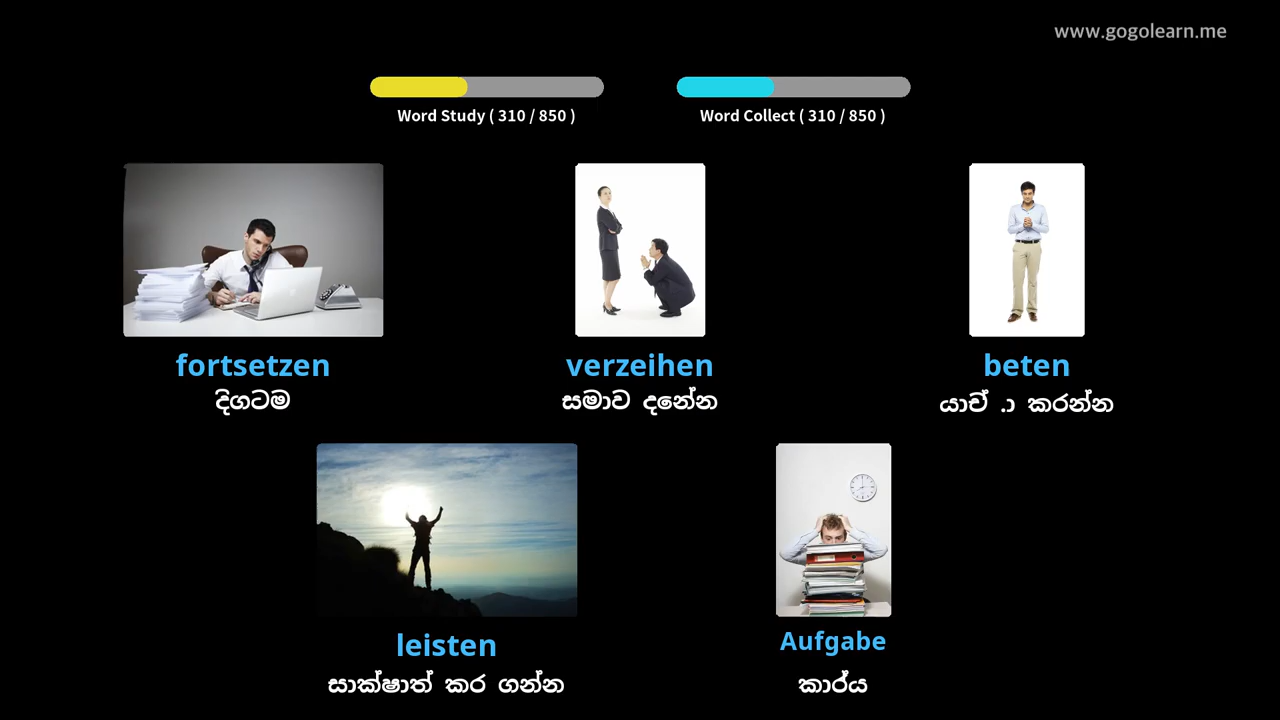 www.gogolearn.me
Word Study ( 310 / 850 )
Word Collect ( 310 / 850 )
fortsetzen
දිගටම
verzeihen
සමාව දනේන
beten
යාච් .ා කරන්න
leisten
සාක්ෂාත් කර ගන්න
Aufgabe
කාර්ය